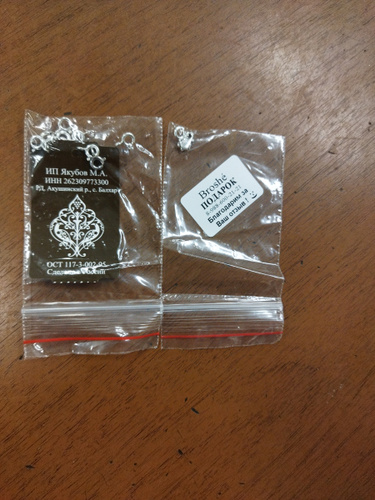 ИП Якубов М.А.
ИНН 262309773300
РД, Акушинский р., с. Балхар
ОСТ 117-3-002-95
Сделано в России
Broshe
ПОДАРОК
Благодарим за
Ваш отзыв !